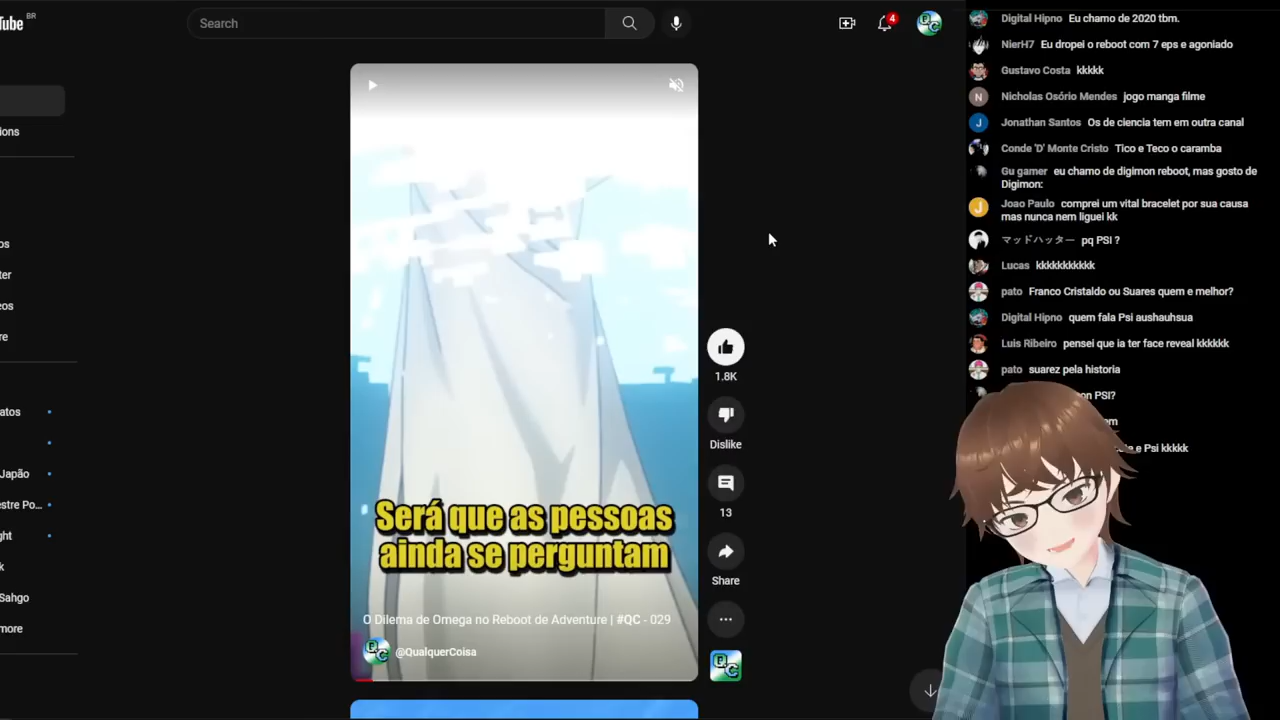 Tube BR
Search
4
ions
os
ter
eos
re
atos
Japão
estre Po...
ght
k
Sahgo
more
Será que as pessoas
ainda se perguntam
O Dilema de Omega no Reboot de Adventure | #QC - 029
QC @QualquerCoisa
1.8K
Dislike
13
Share
QC
Digital Hipno Eu chamo de 2020 tbm.
NierH7 Eu dropei o reboot com 7 eps e agoniado
Gustavo Costa kkkkk
N Nicholas Osório Mendes jogo manga filme
J Jonathan Santos Os de ciencia tem em outra canal
Conde 'D' Monte Cristo Tico e Teco o caramba
Gu gamer eu chamo de digimon reboot, mas gosto de
Digimon:
J Joao Paulo comprei um vital bracelet por sua causa
mas nunca nem liguei kk
マッドハッター pq PSI ?
Lucas kkkkkkkkkkk
pato Franco Cristaldo ou Suares quem e melhor?
Digital Hipno quem fala Psi aushauhsua
Luis Ribeiro pensei que ia ter face reveal kkkkkk
pato suarez pela historia
on PSI?
em
e Psi kkkkk